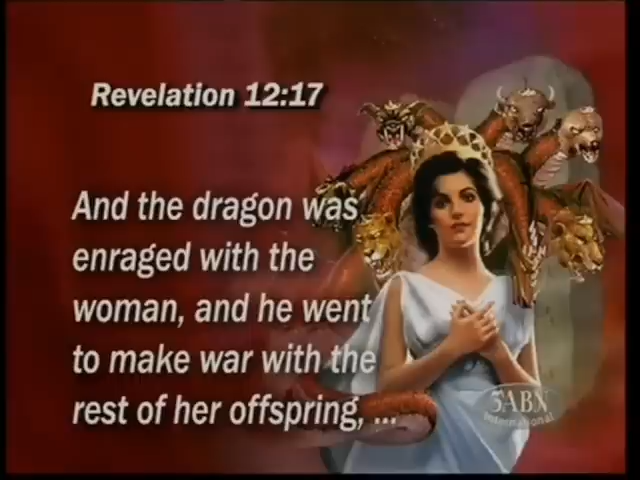 Revelation 12:17
And the dragon was
enraged with the
woman, and he went
to make war with the
rest of her offspring, ...
3ABN
International